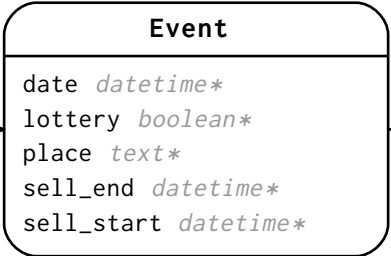 Event
date datetime*
lottery boolean*
place text*
sell_end datetime*
sell_start datetime*